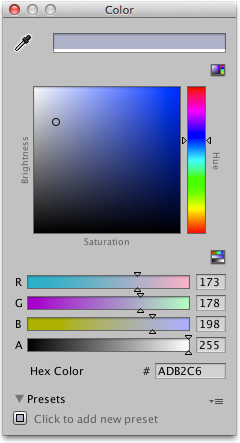 Color
Brightness
Hue
Saturation
R 173
G 178
B 198
A 255
Hex Color # ADB2C6
Presets
Click to add new preset